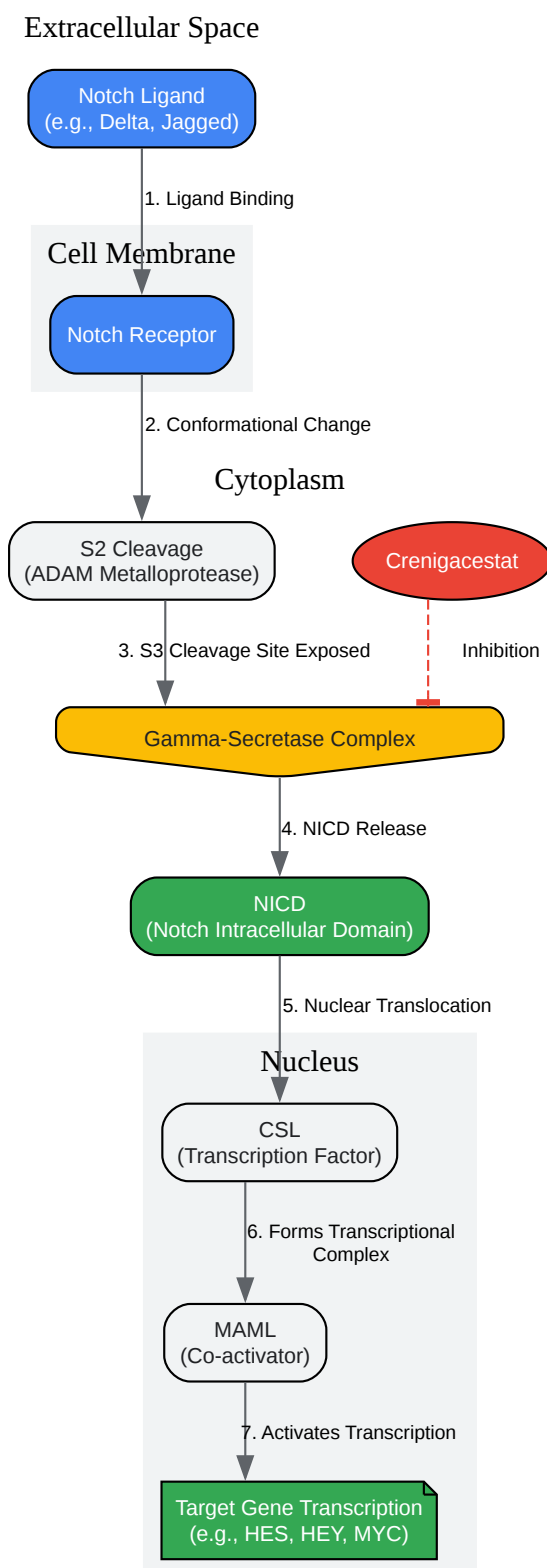 Extracellular Space
Notch Ligand
(e.g., Delta, Jagged)
1. Ligand Binding
Cell Membrane
Notch Receptor
2. Conformational Change
Cytoplasm
S2 Cleavage
(ADAM Metalloprotease)
Crenigacestat
3. S3 Cleavage Site Exposed
Inhibition
Gamma-Secretase Complex
4. NICD Release
NICD
(Notch Intracellular Domain)
5. Nuclear Translocation
Nucleus
CSL
(Transcription Factor)
6. Forms Transcriptional
Complex
MAML
(Co-activator)
7. Activates Transcription
Target Gene Transcription
(e.g., HES, HEY, MYC)